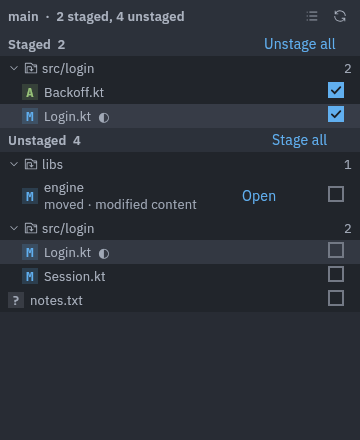 main · 2 staged, 4 unstaged
Staged 2 Unstage all
src/login 2
A Backoff.kt
M Login.kt
Unstaged 4 Stage all
libs 1
M engine
moved · modified content
Open
src/login 2
M Login.kt
M Session.kt
? notes.txt